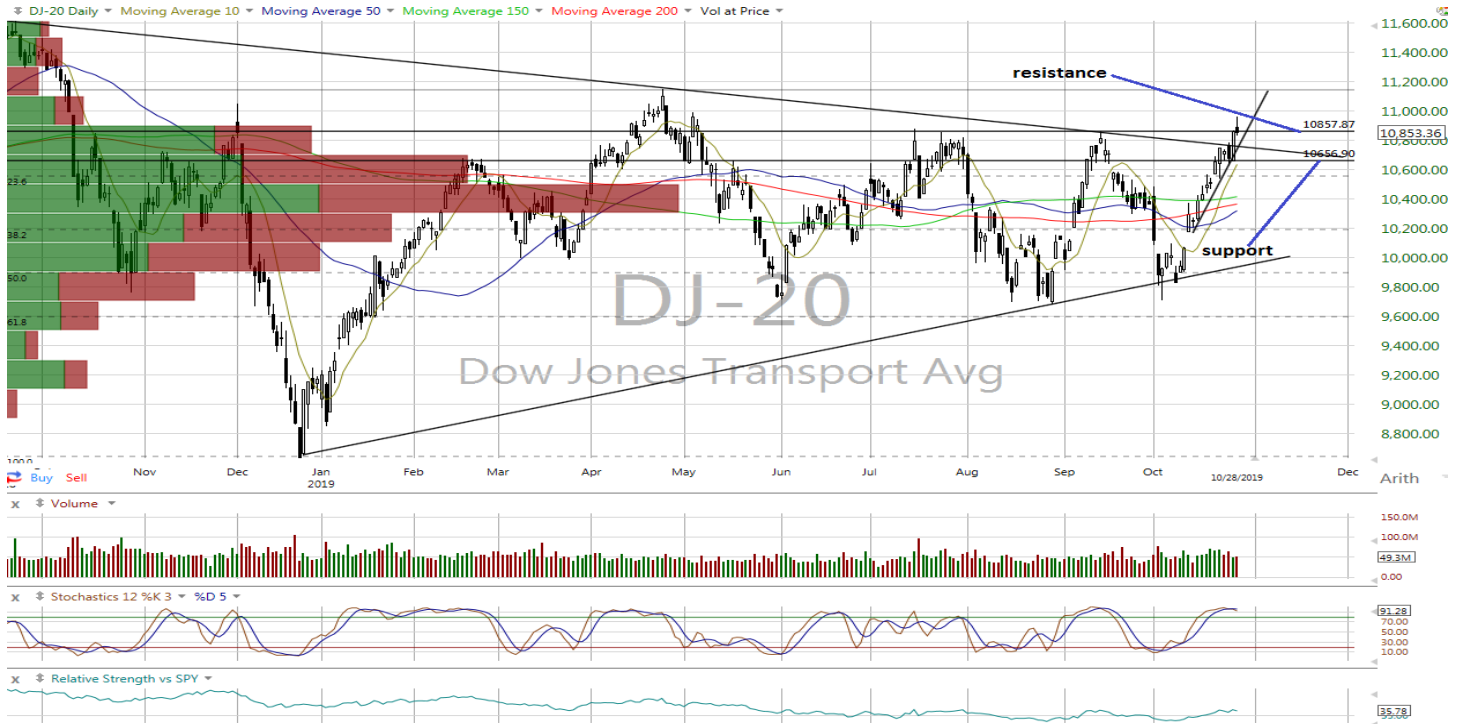 DJ-20 Daily Moving Average 10 Moving Average 50 Moving Average 150 Moving Average 200 Vol at Price
11,600.00
11,400.00
11,200.00
resistance
11,000.00
10857.87
10,853.36
10,800.00
10656.90
10,600.00
23.6
10,400.00
38.2
10,200.00
support
10,000.00
50.0
DJ-20
9,800.00
61.8
9,600.00
9,400.00
Dow Jones Transport Avg
9,200.00
9,000.00
8,800.00
100.0
Nov Dec Jan Feb Mar Apr May Jun Jul Aug Sep Oct Dec
Buy Sell 2019 10/28/2019 Arith
x Volume
150.0M
100.0M
49.3M
0.00
x Stochastics 12 %K 3 %D 5
91.28
70.00
50.00
30.00
10.00
x Relative Strength vs SPY
35.78